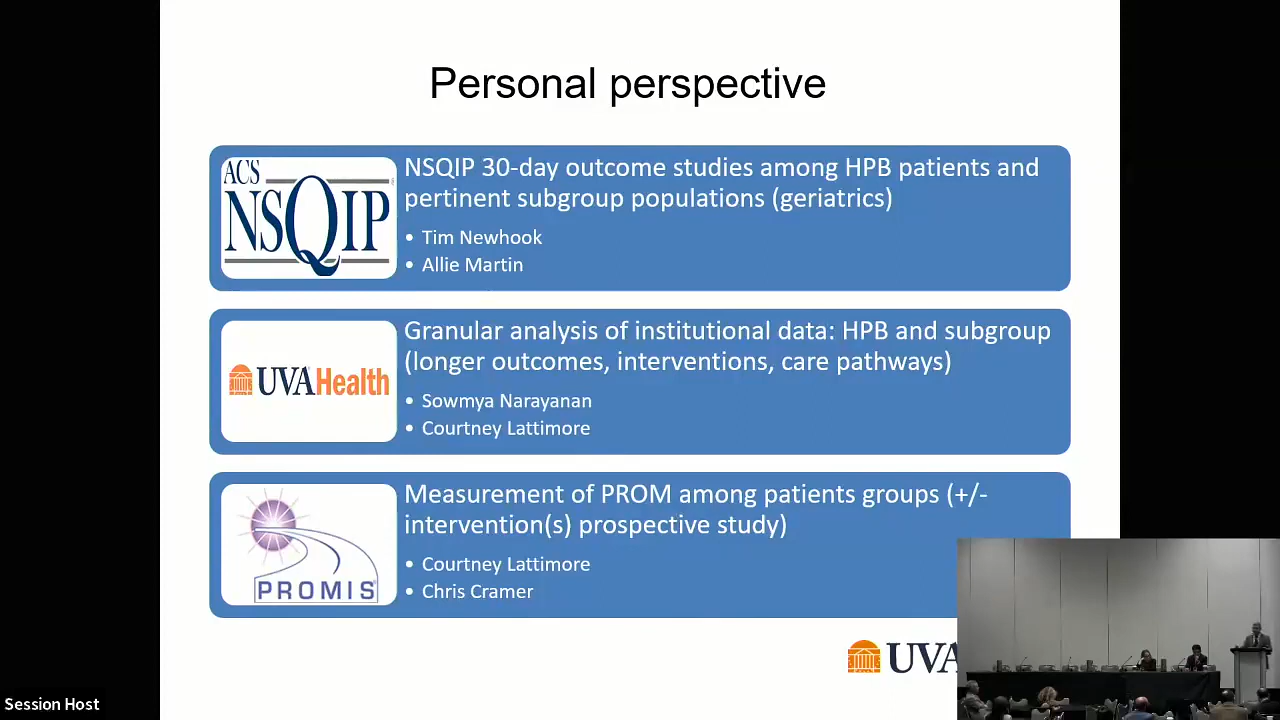 Personal perspective
ACS
NSQIP
NSQIP 30-day outcome studies among HPB patients and
pertinent subgroup populations (geriatrics)
• Tim Newhook
• Allie Martin
UVAHealth
Granular analysis of institutional data: HPB and subgroup
(longer outcomes, interventions, care pathways)
• Sowmya Narayanan
• Courtney Lattimore
PROMIS
Measurement of PROM among patients groups (+/-
intervention(s) prospective study)
• Courtney Lattimore
• Chris Cramer
UVA
Session Host